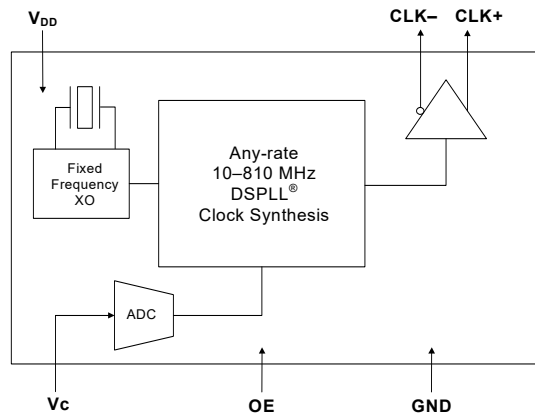 VDD
CLK– CLK+
Fixed
Frequency
XO
Any-rate
10–810 MHz
DSPLL®
Clock Synthesis
ADC
Vc
OE
GND